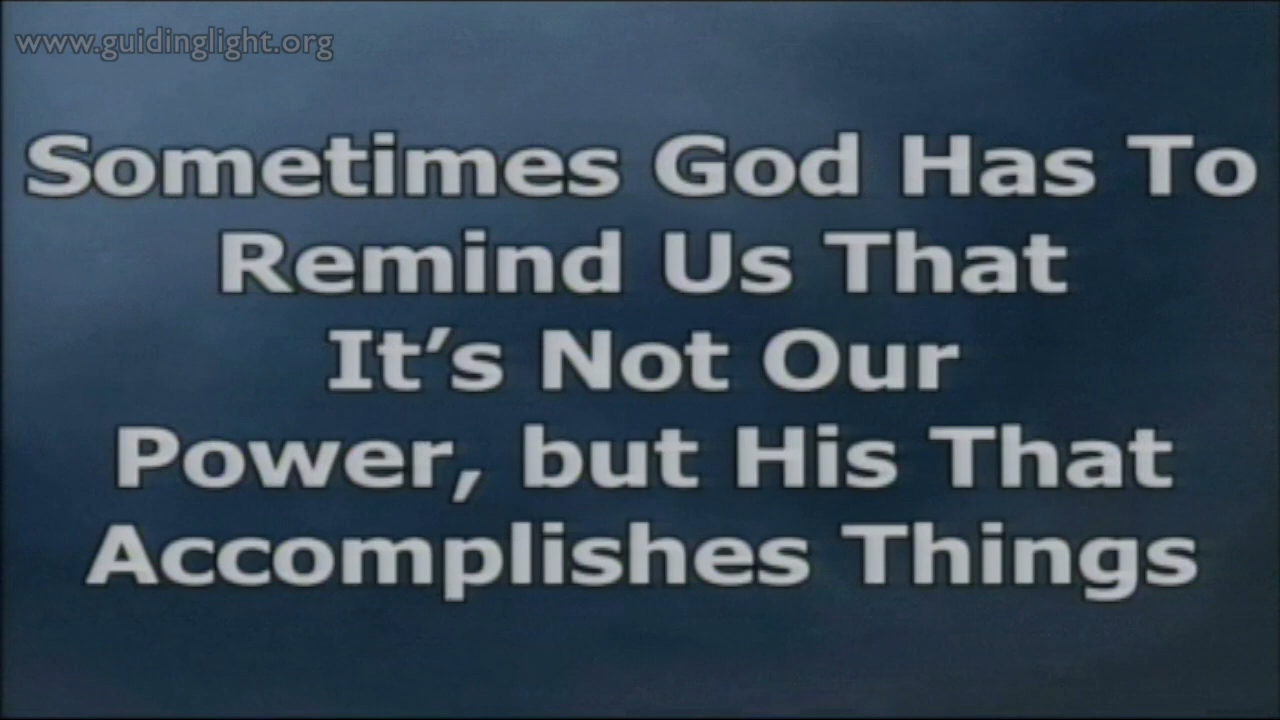 www.guidinglight.org
Sometimes God Has To
Remind Us That
It’s Not Our
Power, but His That
Accomplishes Things